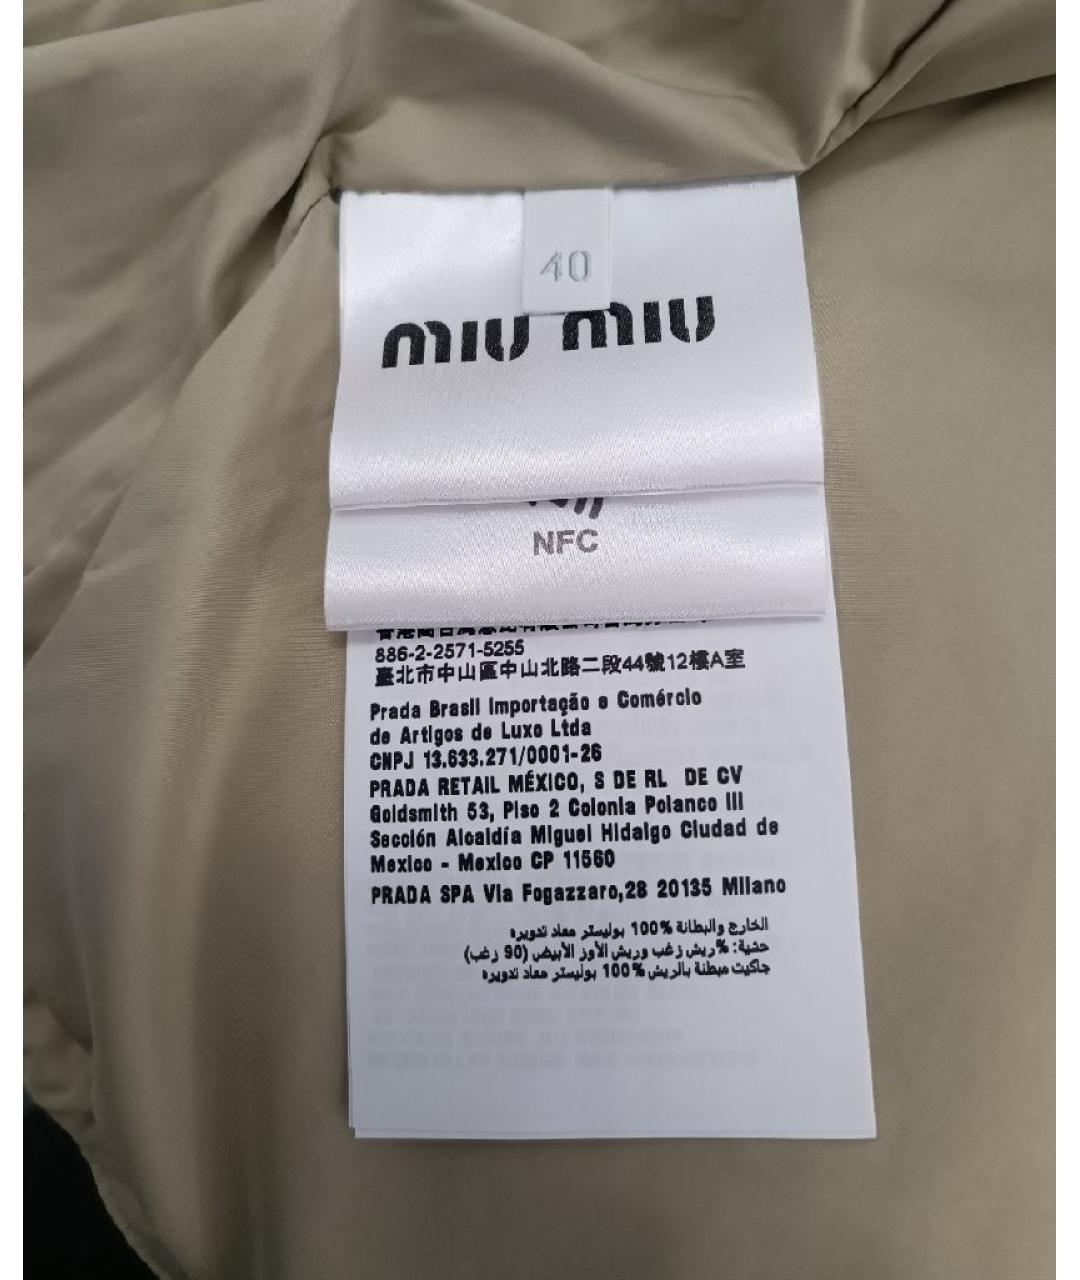 40
miu miu
NFC
886-2-2571-5255
臺北市中山區中山北路二段44號12樓A室
Prada Brasil Importação e Comércio
de Artigos de Luxo Ltda
CNPJ 13.633.271/0001-26
PRADA RETAIL MÉXICO, S DE RL DE CV
Goldsmith 53, Piso 2 Colonia Polanco III
Sección Alcaldía Miguel Hidalgo Ciudad de
Mexico - Mexico CP 11560
PRADA SPA Via Fogazzaro,28 20135 Milano
الخارج والبطانة %100 بوليستر معاد تدويره
حشية: %ريش زغب وريش الأوز الأبيض (90 رغب)
جاكيت مبطنة بالريش %100 بوليستر معاد تدويره